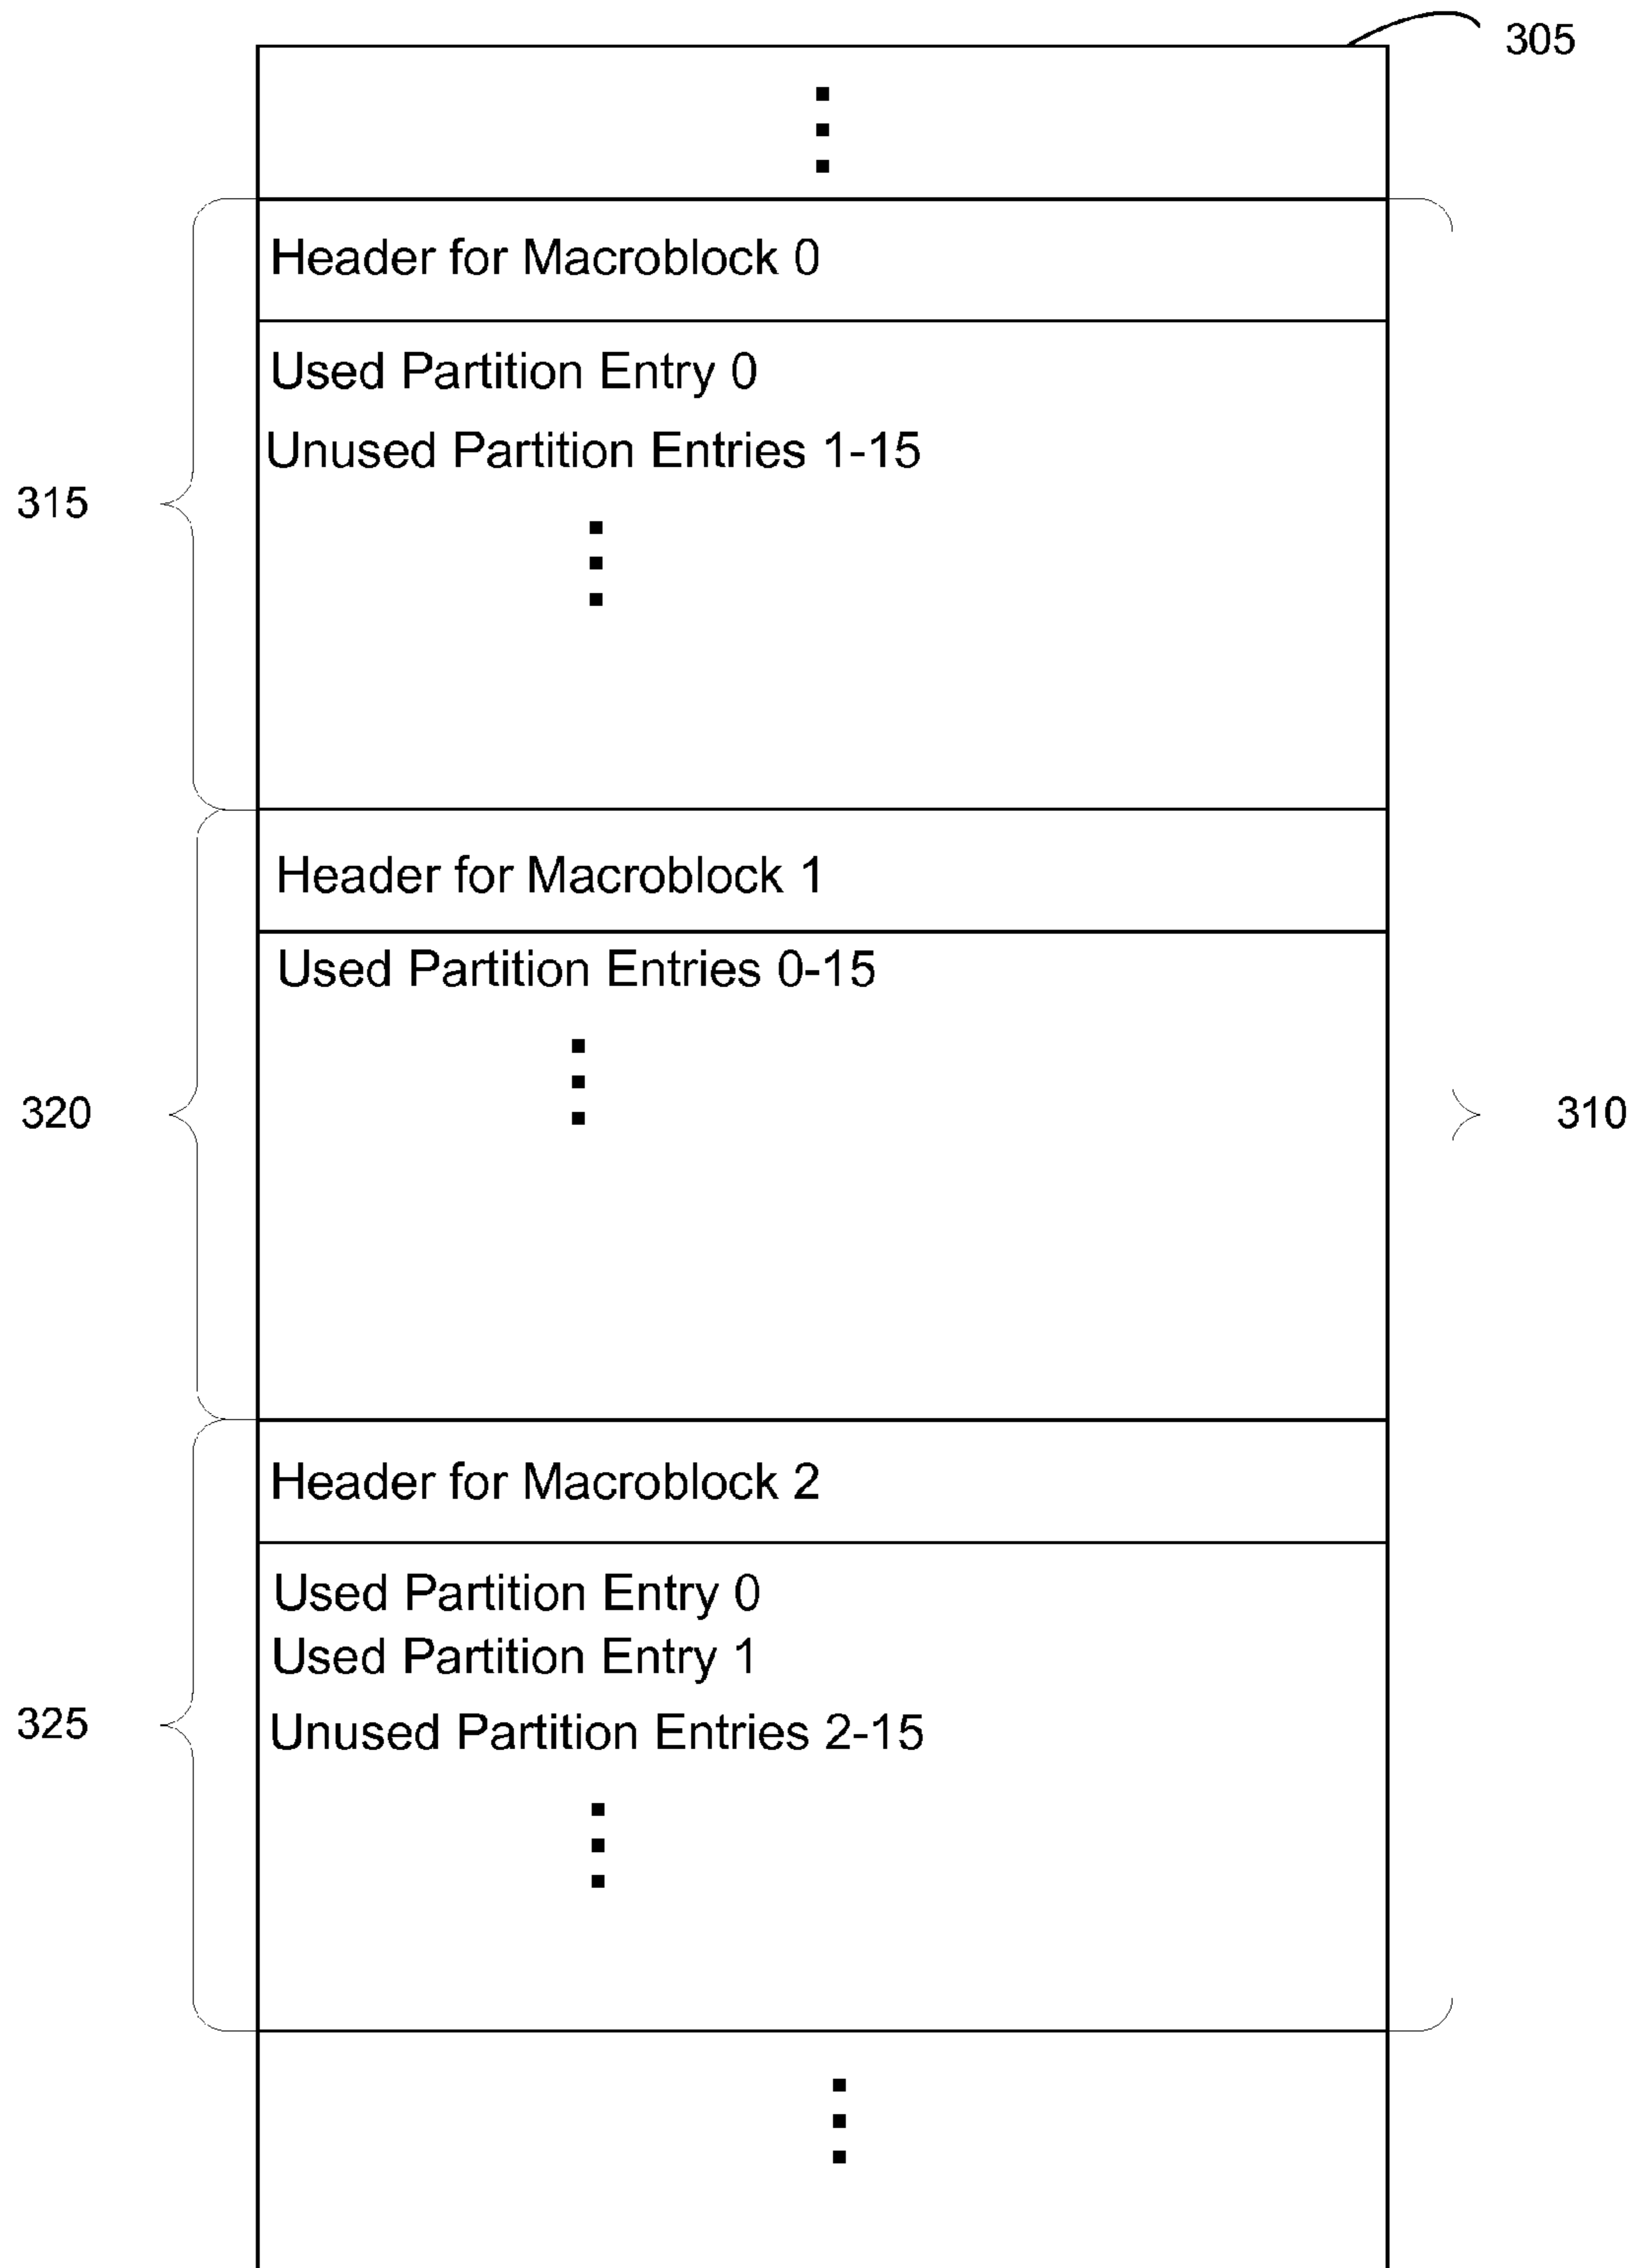 305
Header for Macroblock 0
Used Partition Entry 0
Unused Partition Entries 1-15
315
Header for Macroblock 1
Used Partition Entries 0-15
320
310
Header for Macroblock 2
Used Partition Entry 0
Used Partition Entry 1
325
Unused Partition Entries 2-15